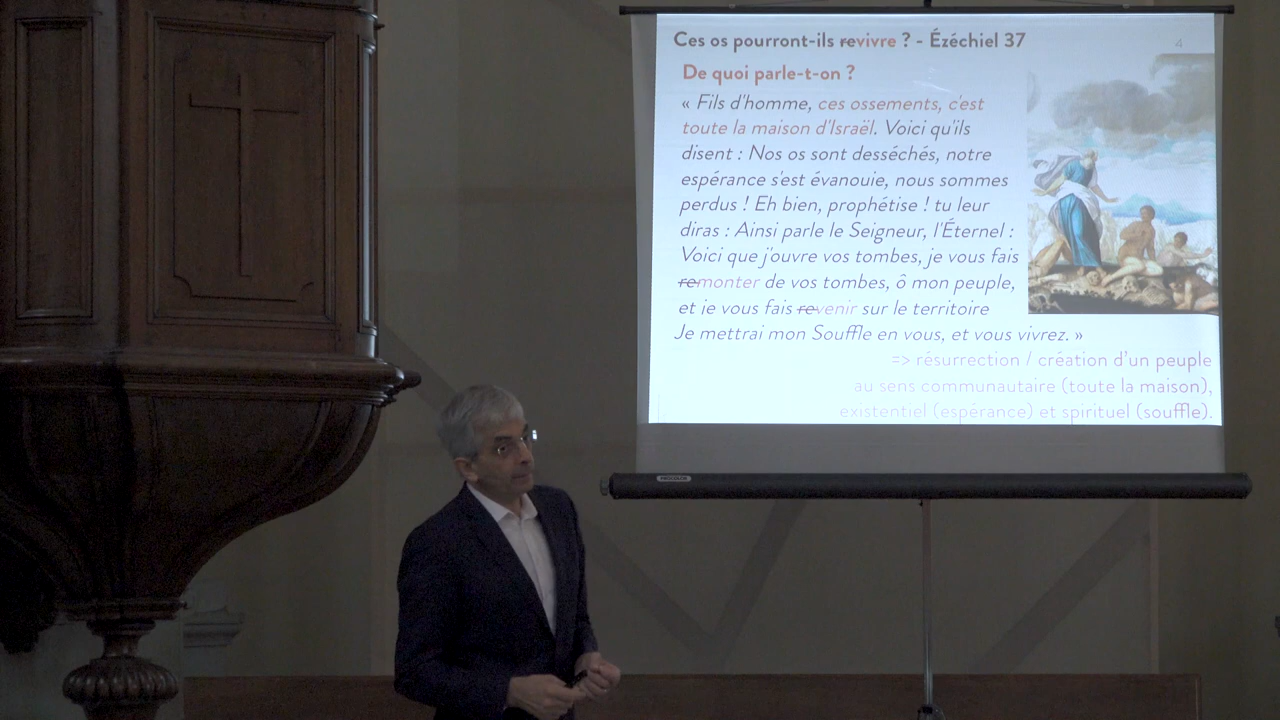 Ces os pourront-ils revivre ? - Ézéchiel 37
4
De quoi parle-t-on ?
« Fils d'homme, ces ossements, c'est
toute la maison d'Israël. Voici qu'ils
disent : Nos os sont desséchés, notre
espérance s'est évanouie, nous sommes
perdus ! Eh bien, prophétise ! tu leur
diras : Ainsi parle le Seigneur, l'Éternel :
Voici que j'ouvre vos tombes, je vous fais
remonter de vos tombes, ô mon peuple,
et je vous fais revenir sur le territoire
Je mettrai mon Souffle en vous, et vous vivrez. »
=> résurrection / création d'un peuple
au sens communautaire (toute la maison),
existentiel (espérance) et spirituel (souffle).
PROCOLOR